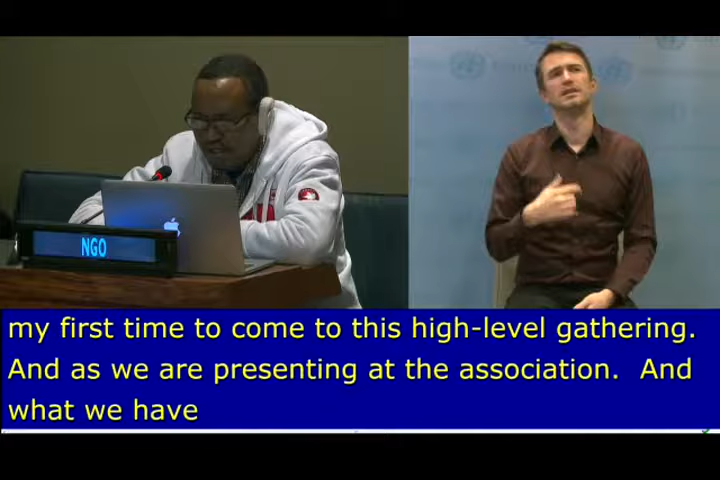 NGO
my first time to come to this high-level gathering.
And as we are presenting at the association.  And
what we have